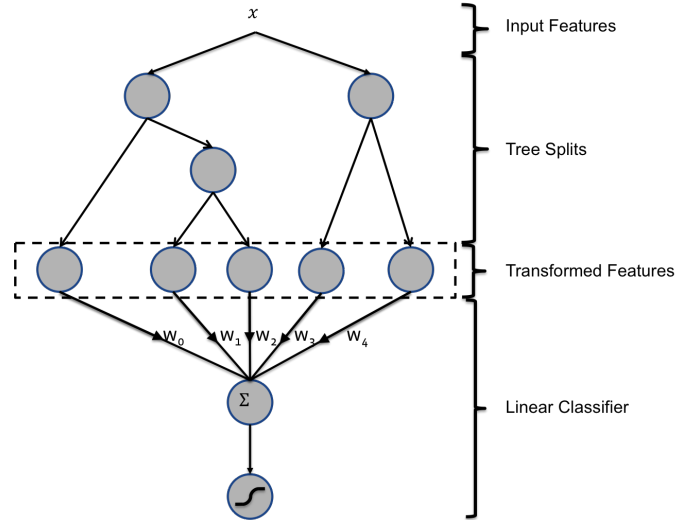 x
Input Features
Tree Splits
Transformed Features
W₀ W₁ W₂ W₃ W₄
Σ
Linear Classifier